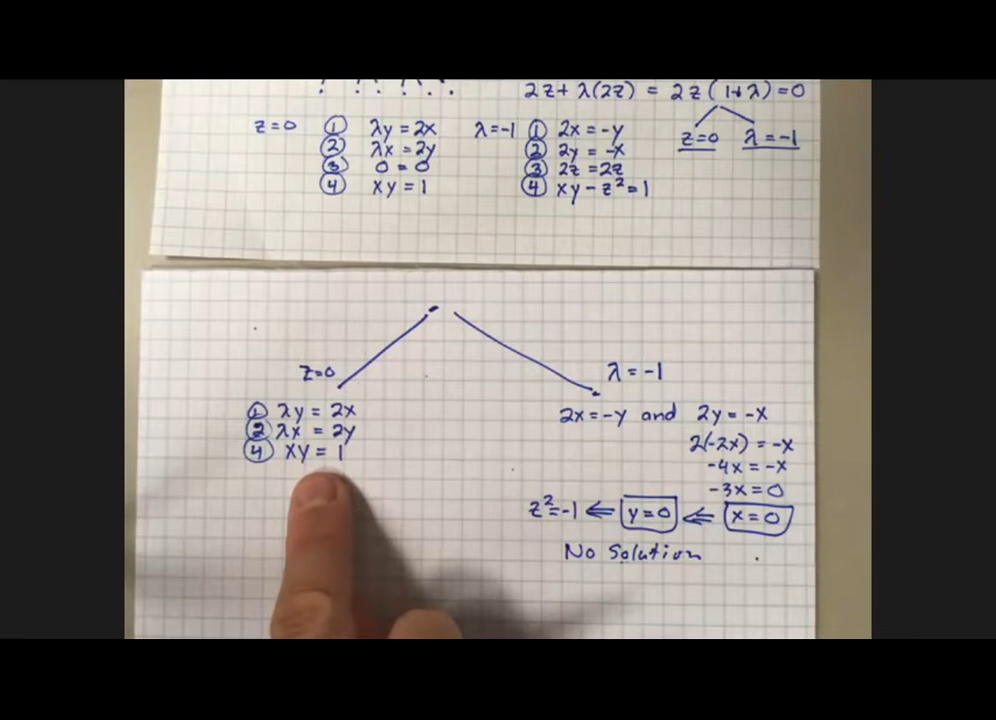 2z + λ(2z) = 2z(1+λ) = 0
z=0 λ=-1
z=0 ① λy = 2x
② λx = 2y
③ 0 = 0
④ xy = 1
λ=-1 ① 2x = -y
② 2y = -x
③ 2z = 2z
④ xy - z² = 1
z=0
① λy = 2x
② λx = 2y
④ xy = 1
λ = -1
2x = -y and 2y = -x
2(-2x) = -x
-4x = -x
-3x = 0
z² = -1 ⇐ y=0 ⇐ x=0
No Solution